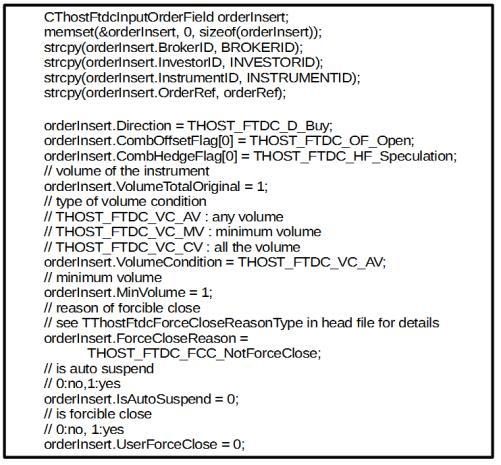 CThostFtdcInputOrderField orderInsert;
memset(&orderInsert, 0, sizeof(orderInsert));
strcpy(orderInsert.BrokerID, BROKERID);
strcpy(orderInsert.InvestorID, INVESTORID);
strcpy(orderInsert.InstrumentID, INSTRUMENTID);
strcpy(orderInsert.OrderRef, orderRef);

orderInsert.Direction = THOST_FTDC_D_Buy;
orderInsert.CombOffsetFlag[0] = THOST_FTDC_OF_Open;
orderInsert.CombHedgeFlag[0] = THOST_FTDC_HF_Speculation;
// volume of the instrument
orderInsert.VolumeTotalOriginal = 1;
// type of volume condition
// THOST_FTDC_VC_AV : any volume
// THOST_FTDC_VC_MV : minimum volume
// THOST_FTDC_VC_CV : all the volume
orderInsert.VolumeCondition = THOST_FTDC_VC_AV;
// minimum volume
orderInsert.MinVolume = 1;
// reason of forcible close
// see TThostFtdcForceCloseReasonType in head file for details
orderInsert.ForceCloseReason =
THOST_FTDC_FCC_NotForceClose;
// is auto suspend
// 0:no,1:yes
orderInsert.IsAutoSuspend = 0;
// is forcible close
// 0:no, 1:yes
orderInsert.UserForceClose = 0;